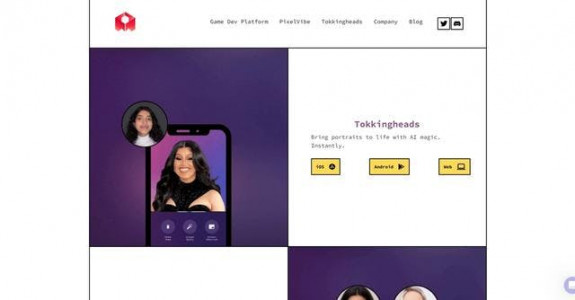 Game Dev Platform PixelVibe Tokkingheads Company Blog
Tokkingheads
Bring portraits to life with AI magic.
Instantly.
iOS Android Web